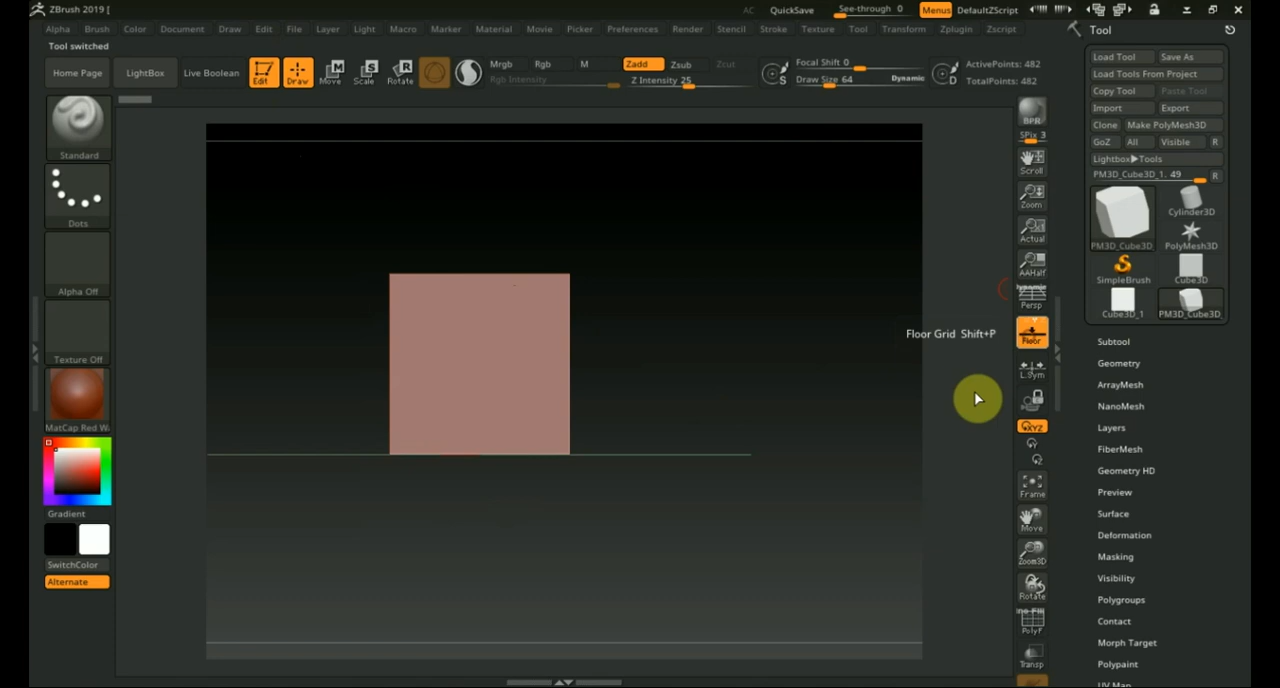 ZBrush 2019 [
AC QuickSave See-through 0 Menus DefaultZScript
Alpha Brush Color Document Draw Edit File Layer Light Macro Marker Material Movie Picker Preferences Render Stencil Stroke Texture Tool Transform Zplugin Zscript
Tool switched
Home Page LightBox Live Boolean Edit Draw Move Scale Rotate
Mrgb Rgb M Zadd Zsub Zcut
Rgb Intensity Z Intensity 25
Focal Shift 0
Draw Size 64 Dynamic
ActivePoints: 482
TotalPoints: 482
Standard
Dots
Alpha Off
Texture Off
MatCap Red Wa
Gradient
SwitchColor
Alternate
Floor Grid Shift+P
BPR
SPix 3
Scroll
Zoom
Actual
AAHalf
Dynamic
Persp
Floor
L.Sym
XYZ
Frame
Move
Zoom3D
Rotate
PolyF
Transp
Tool
Load Tool Save As
Load Tools From Project
Copy Tool Paste Tool
Import Export
Clone Make PolyMesh3D
GoZ All Visible R
Lightbox▶Tools
PM3D_Cube3D_1. 49 R
Cylinder3D
PM3D_Cube3D_ PolyMesh3D
SimpleBrush Cube3D
Cube3D_1 PM3D_Cube3D_
Subtool
Geometry
ArrayMesh
NanoMesh
Layers
FiberMesh
Geometry HD
Preview
Surface
Deformation
Masking
Visibility
Polygroups
Contact
Morph Target
Polypaint
UV Map